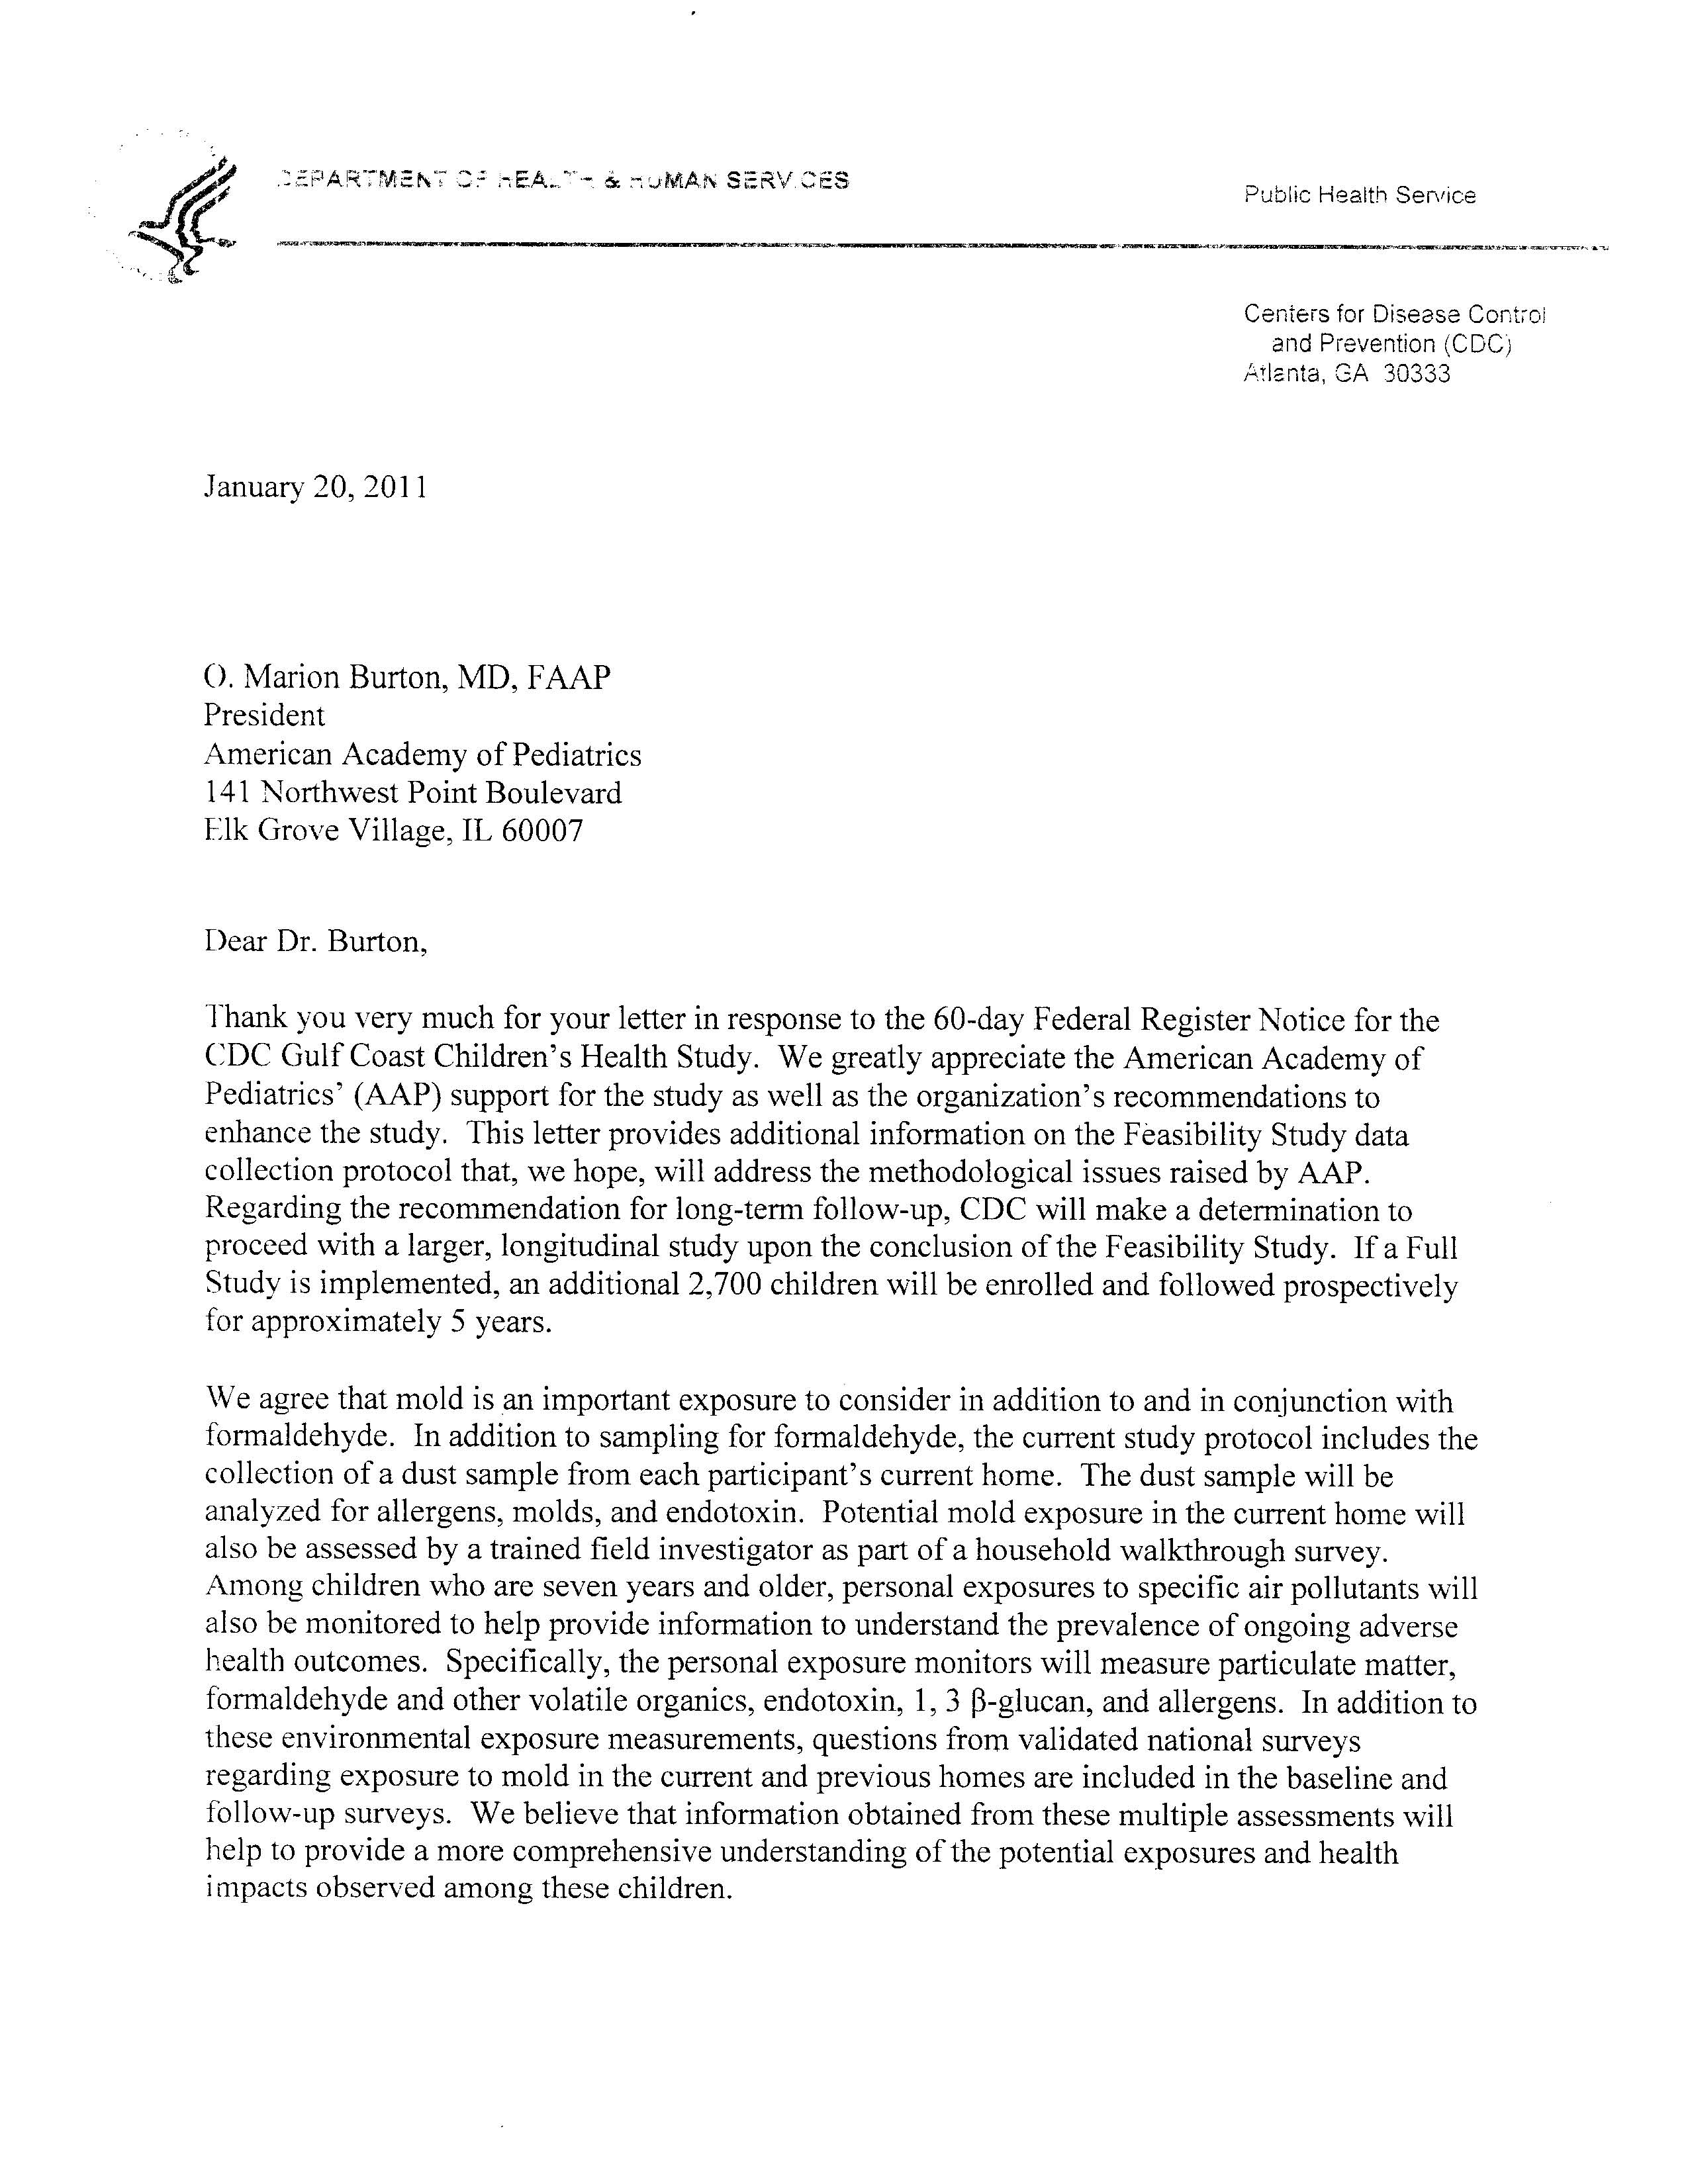 DEPARTMENT OF HEALTH & HUMAN SERVICES
Public Health Service
Centers for Disease Control
and Prevention (CDC)
Atlanta, GA 30333
January 20, 2011
O. Marion Burton, MD, FAAP
President
American Academy of Pediatrics
141 Northwest Point Boulevard
Elk Grove Village, IL 60007
Dear Dr. Burton,
Thank you very much for your letter in response to the 60-day Federal Register Notice for the
CDC Gulf Coast Children's Health Study. We greatly appreciate the American Academy of
Pediatrics' (AAP) support for the study as well as the organization's recommendations to
enhance the study. This letter provides additional information on the Feasibility Study data
collection protocol that, we hope, will address the methodological issues raised by AAP.
Regarding the recommendation for long-term follow-up, CDC will make a determination to
proceed with a larger, longitudinal study upon the conclusion of the Feasibility Study. If a Full
Study is implemented, an additional 2,700 children will be enrolled and followed prospectively
for approximately 5 years.
We agree that mold is an important exposure to consider in addition to and in conjunction with
formaldehyde. In addition to sampling for formaldehyde, the current study protocol includes the
collection of a dust sample from each participant's current home. The dust sample will be
analyzed for allergens, molds, and endotoxin. Potential mold exposure in the current home will
also be assessed by a trained field investigator as part of a household walkthrough survey.
Among children who are seven years and older, personal exposures to specific air pollutants will
also be monitored to help provide information to understand the prevalence of ongoing adverse
health outcomes. Specifically, the personal exposure monitors will measure particulate matter,
formaldehyde and other volatile organics, endotoxin, 1, 3 β-glucan, and allergens. In addition to
these environmental exposure measurements, questions from validated national surveys
regarding exposure to mold in the current and previous homes are included in the baseline and
follow-up surveys. We believe that information obtained from these multiple assessments will
help to provide a more comprehensive understanding of the potential exposures and health
impacts observed among these children.